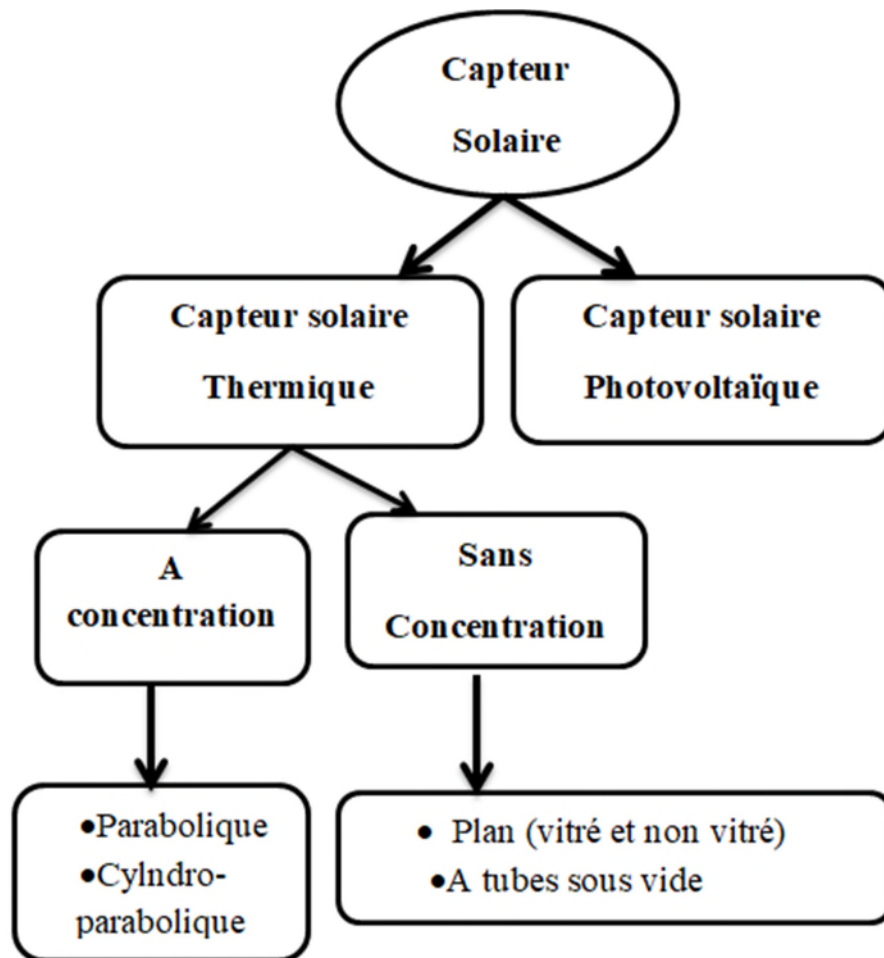 Capteur
Solaire
Capteur solaire
Thermique
Capteur solaire
Photovoltaïque
A
concentration
Sans
Concentration
•Parabolique
•Cylndro-
parabolique
• Plan (vitré et non vitré)
•A tubes sous vide